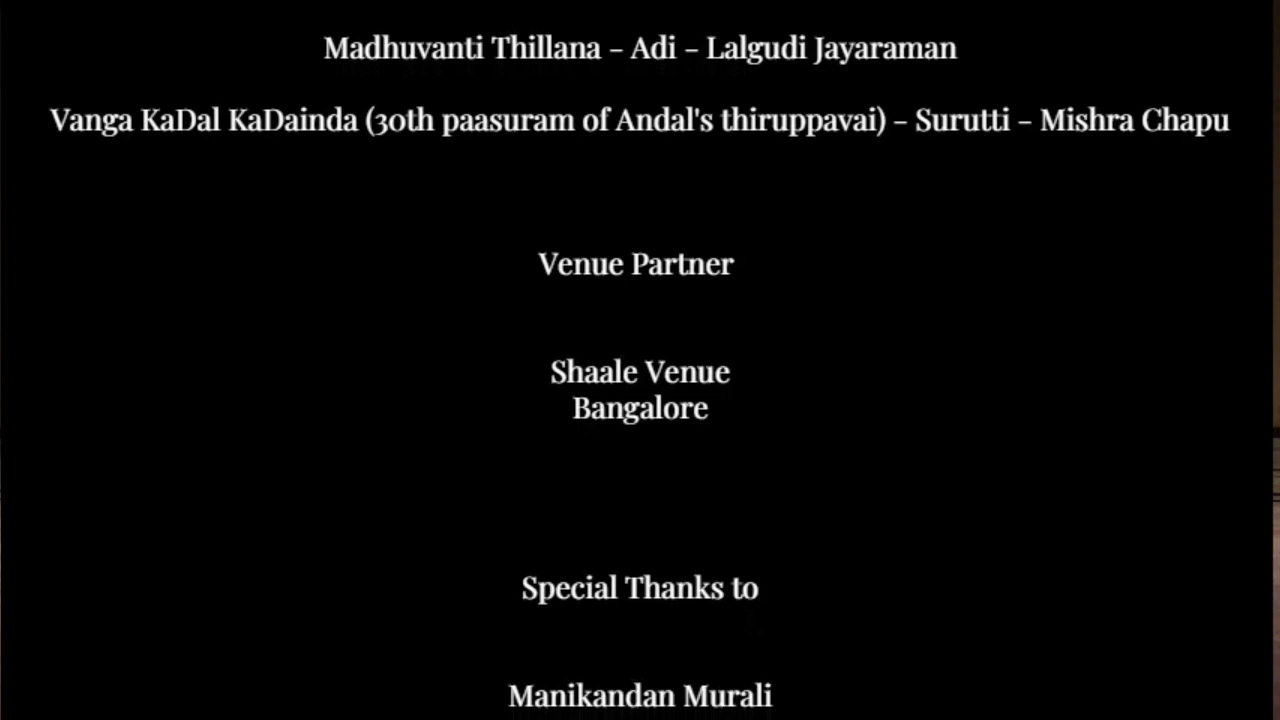 Madhuvanti Thillana – Adi – Lalgudi Jayaraman
Vanga KaDal KaDainda (30th paasuram of Andal's thiruppavai) – Surutti – Mishra Chapu
Venue Partner
Shaale Venue
Bangalore
Special Thanks to
Manikandan Murali